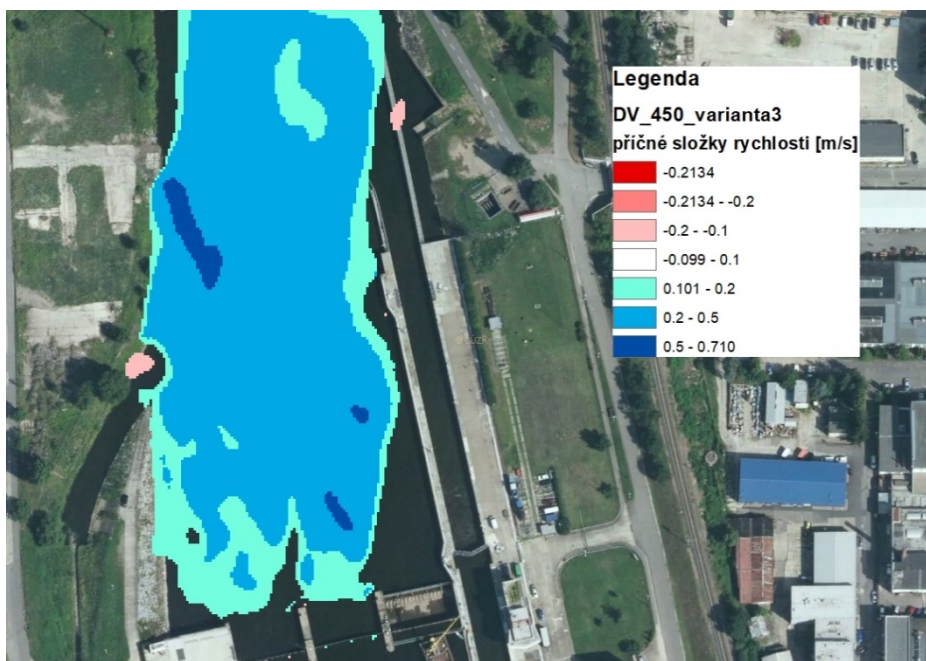 Legenda
DV_450_varianta3
příčné složky rychlosti [m/s]
-0.2134
-0.2134 - -0.2
-0.2 - -0.1
-0.099 - 0.1
0.101 - 0.2
0.2 - 0.5
0.5 - 0.710